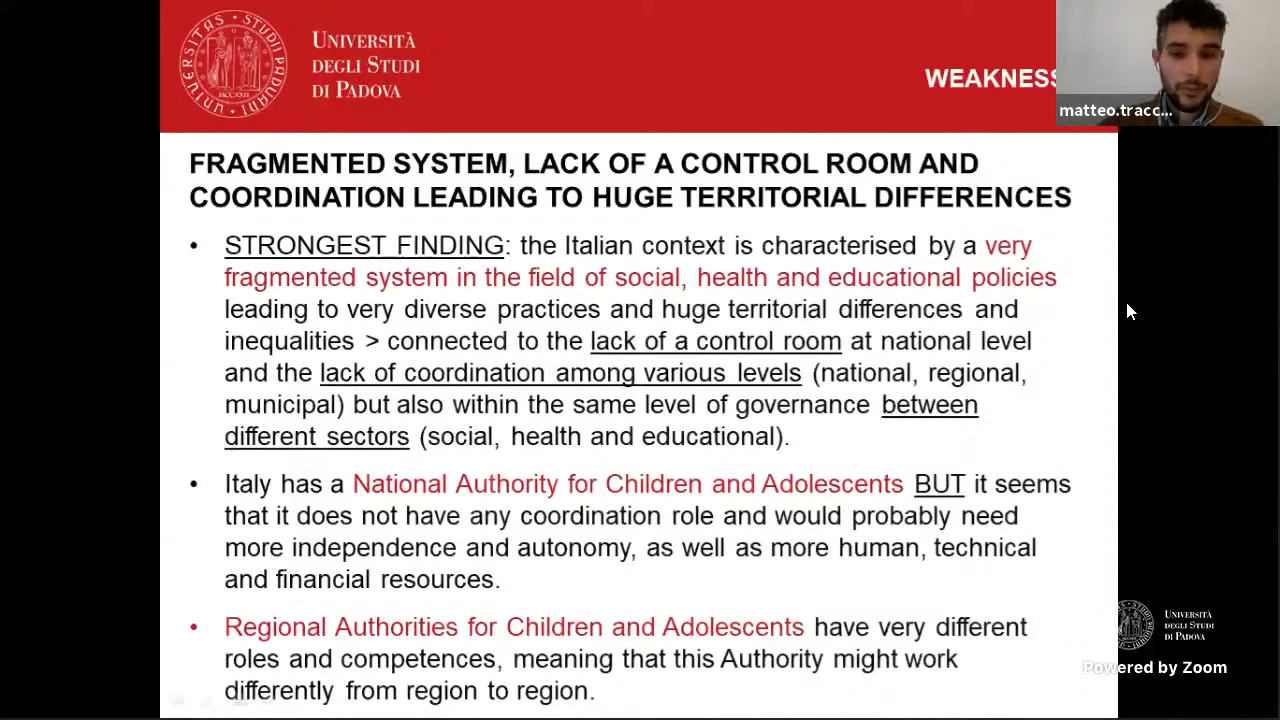 UNIVERSITÀ
DEGLI STUDI
DI PADOVA
WEAKNESS
matteo.tracc...
FRAGMENTED SYSTEM, LACK OF A CONTROL ROOM AND
COORDINATION LEADING TO HUGE TERRITORIAL DIFFERENCES
• STRONGEST FINDING: the Italian context is characterised by a very
fragmented system in the field of social, health and educational policies
leading to very diverse practices and huge territorial differences and
inequalities > connected to the lack of a control room at national level
and the lack of coordination among various levels (national, regional,
municipal) but also within the same level of governance between
different sectors (social, health and educational).
• Italy has a National Authority for Children and Adolescents BUT it seems
that it does not have any coordination role and would probably need
more independence and autonomy, as well as more human, technical
and financial resources.
• Regional Authorities for Children and Adolescents have very different
roles and competences, meaning that this Authority might work
differently from region to region.
UNIVERSITÀ
DEGLI STUDI
DI PADOVA
Powered by Zoom